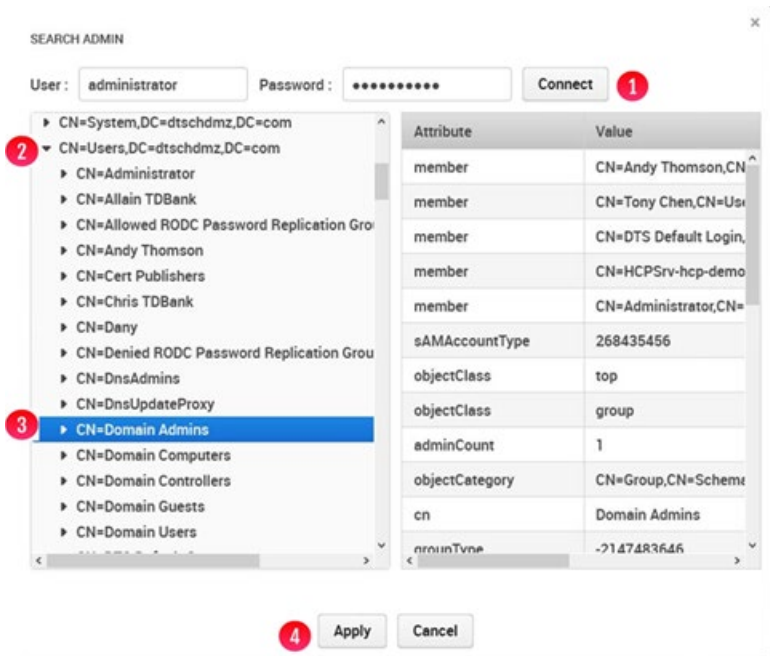 ×
SEARCH ADMIN
User : administrator Password : ●●●●●●●●●● Connect 1
CN=System,DC=dtschdmz,DC=com
2 CN=Users,DC=dtschdmz,DC=com
CN=Administrator
CN=Allain TDBank
CN=Allowed RODC Password Replication Gro
CN=Andy Thomson
CN=Cert Publishers
CN=Chris TDBank
CN=Dany
CN=Denied RODC Password Replication Grou
CN=DnsAdmins
CN=DnsUpdateProxy
3 CN=Domain Admins
CN=Domain Computers
CN=Domain Controllers
CN=Domain Guests
CN=Domain Users
Attribute Value
member CN=Andy Thomson,CN
member CN=Tony Chen,CN=Use
member CN=DTS Default Login,
member CN=HCPSrv-hcp-demo
member CN=Administrator,CN=
sAMAccountType 268435456
objectClass top
objectClass group
adminCount 1
objectCategory CN=Group,CN=Schema
cn Domain Admins
groupType -2147483646
4 Apply Cancel